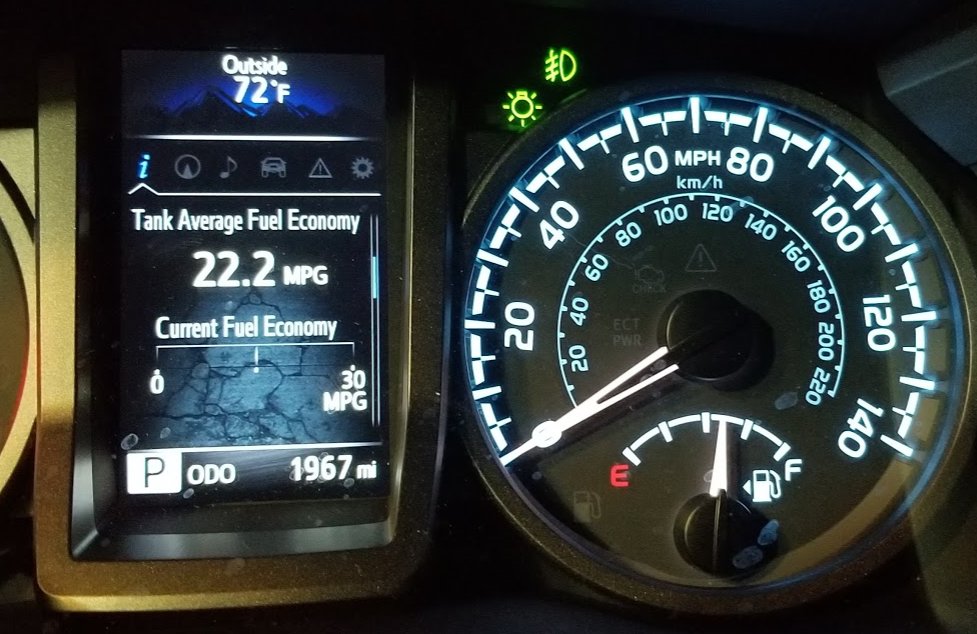 Outside
72°F
i
Tank Average Fuel Economy
22.2 MPG
Current Fuel Economy
0 30
MPG
P ODO 1967 mi
20 40 60 MPH 80 100 120 140
km/h
20 40 60 80 100 120 140 160 180 200 220
CHECK
ECT
PWR
E F